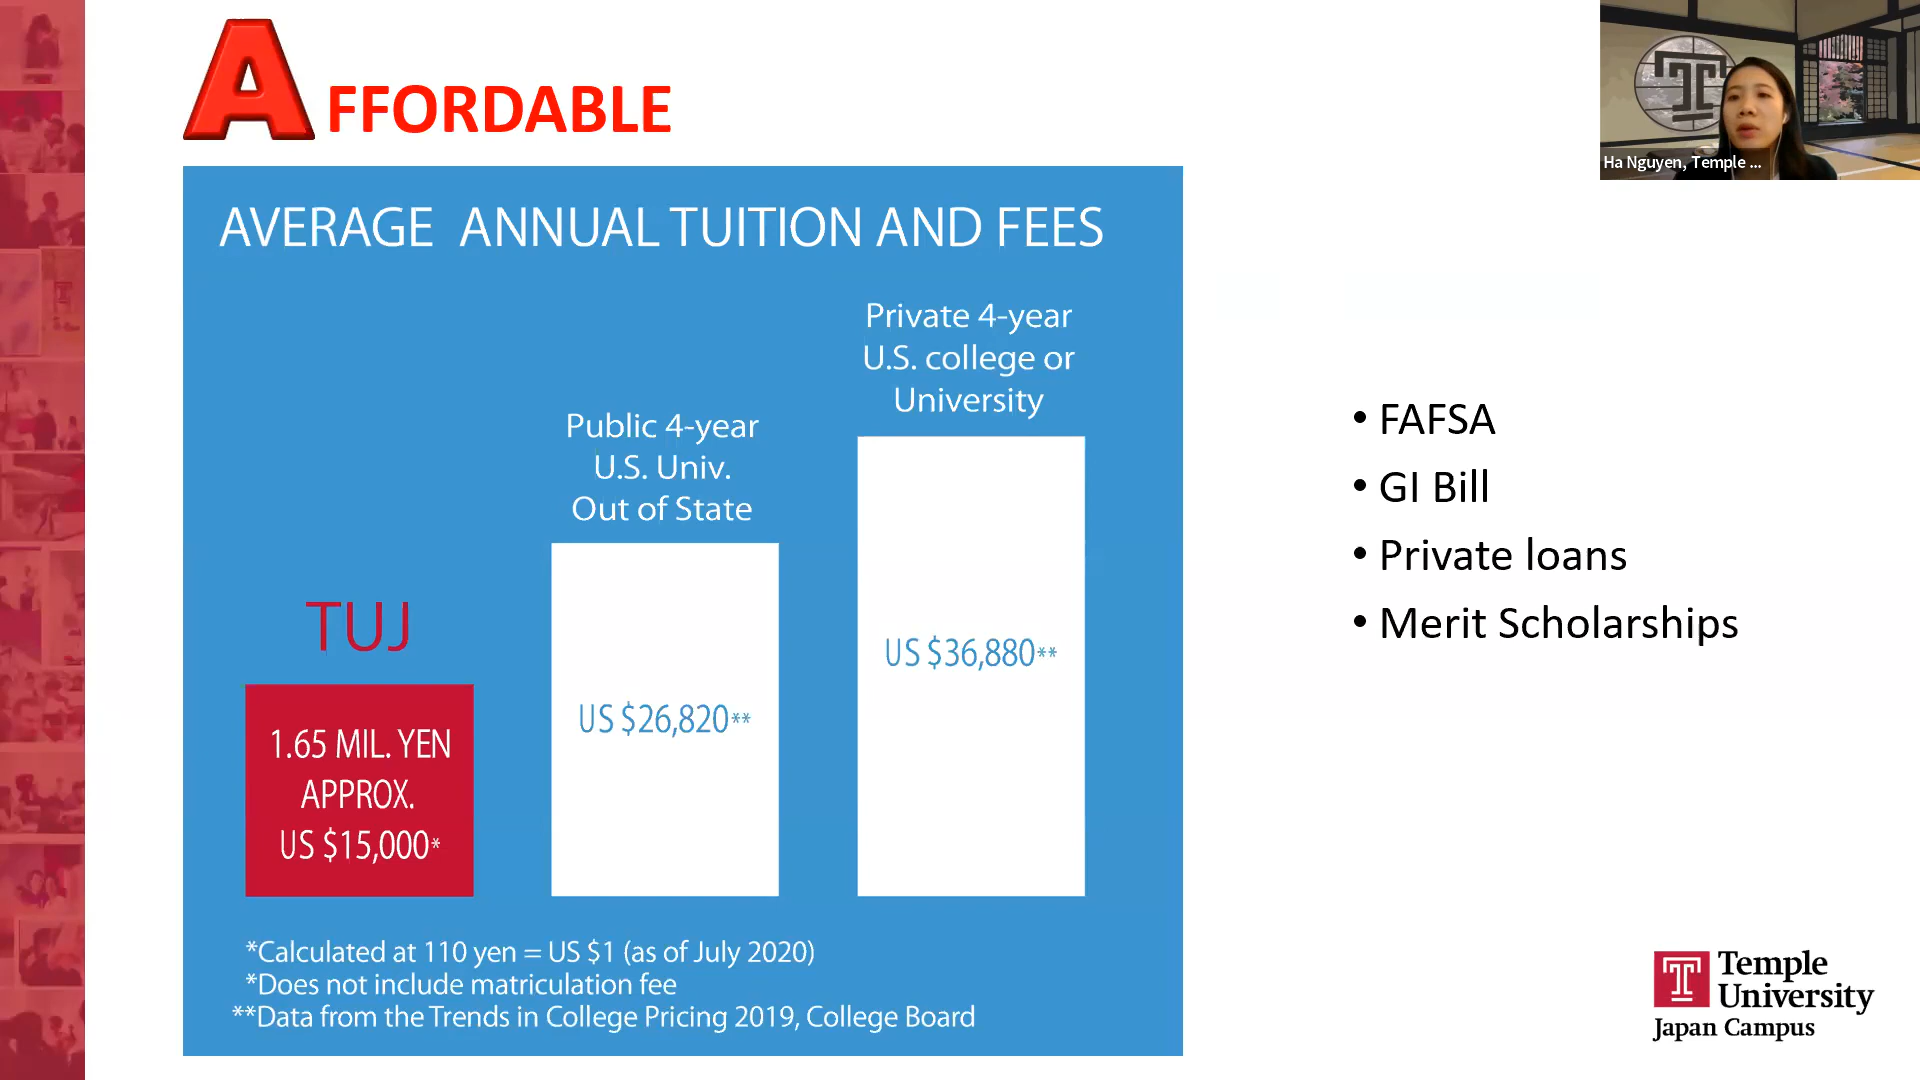 AFFORDABLE
AVERAGE ANNUAL TUITION AND FEES
TUJ
1.65 MIL. YEN
APPROX.
US $15,000*
Public 4-year
U.S. Univ.
Out of State
US $26,820**
Private 4-year
U.S. college or
University
US $36,880**
*Calculated at 110 yen = US $1 (as of July 2020)
*Does not include matriculation fee
**Data from the Trends in College Pricing 2019, College Board
• FAFSA
• GI Bill
• Private loans
• Merit Scholarships
Ha Nguyen, Temple ...
Temple
University
Japan Campus